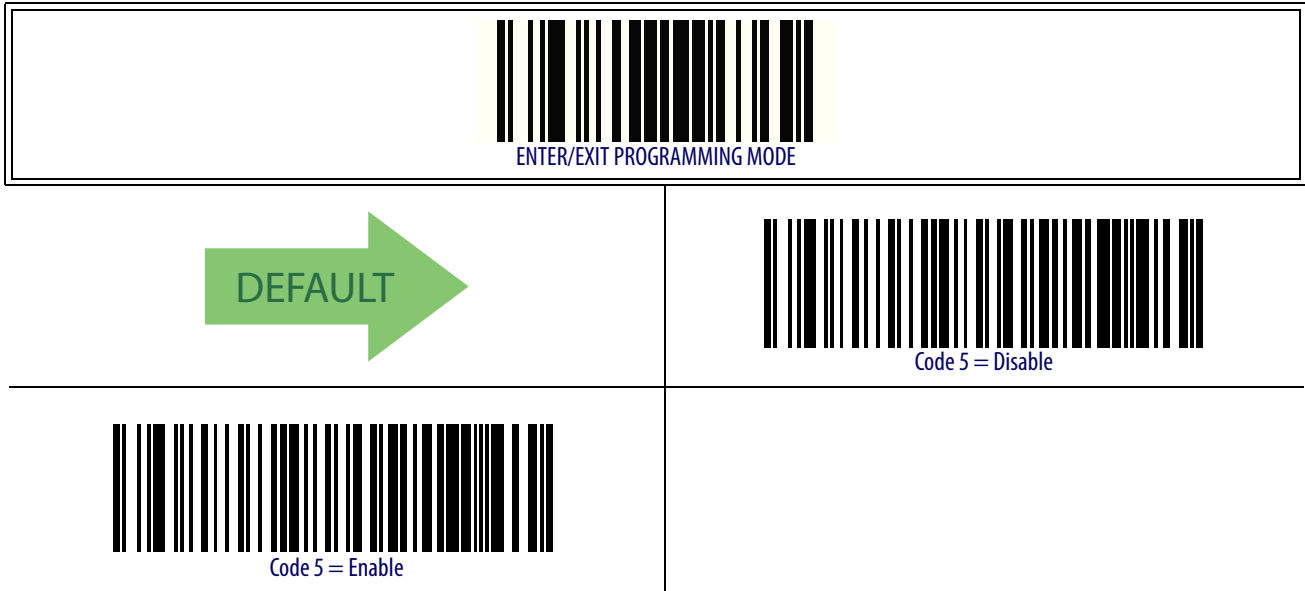 ENTER/EXIT PROGRAMMING MODE
DEFAULT
Code 5 = Disable
Code 5 = Enable